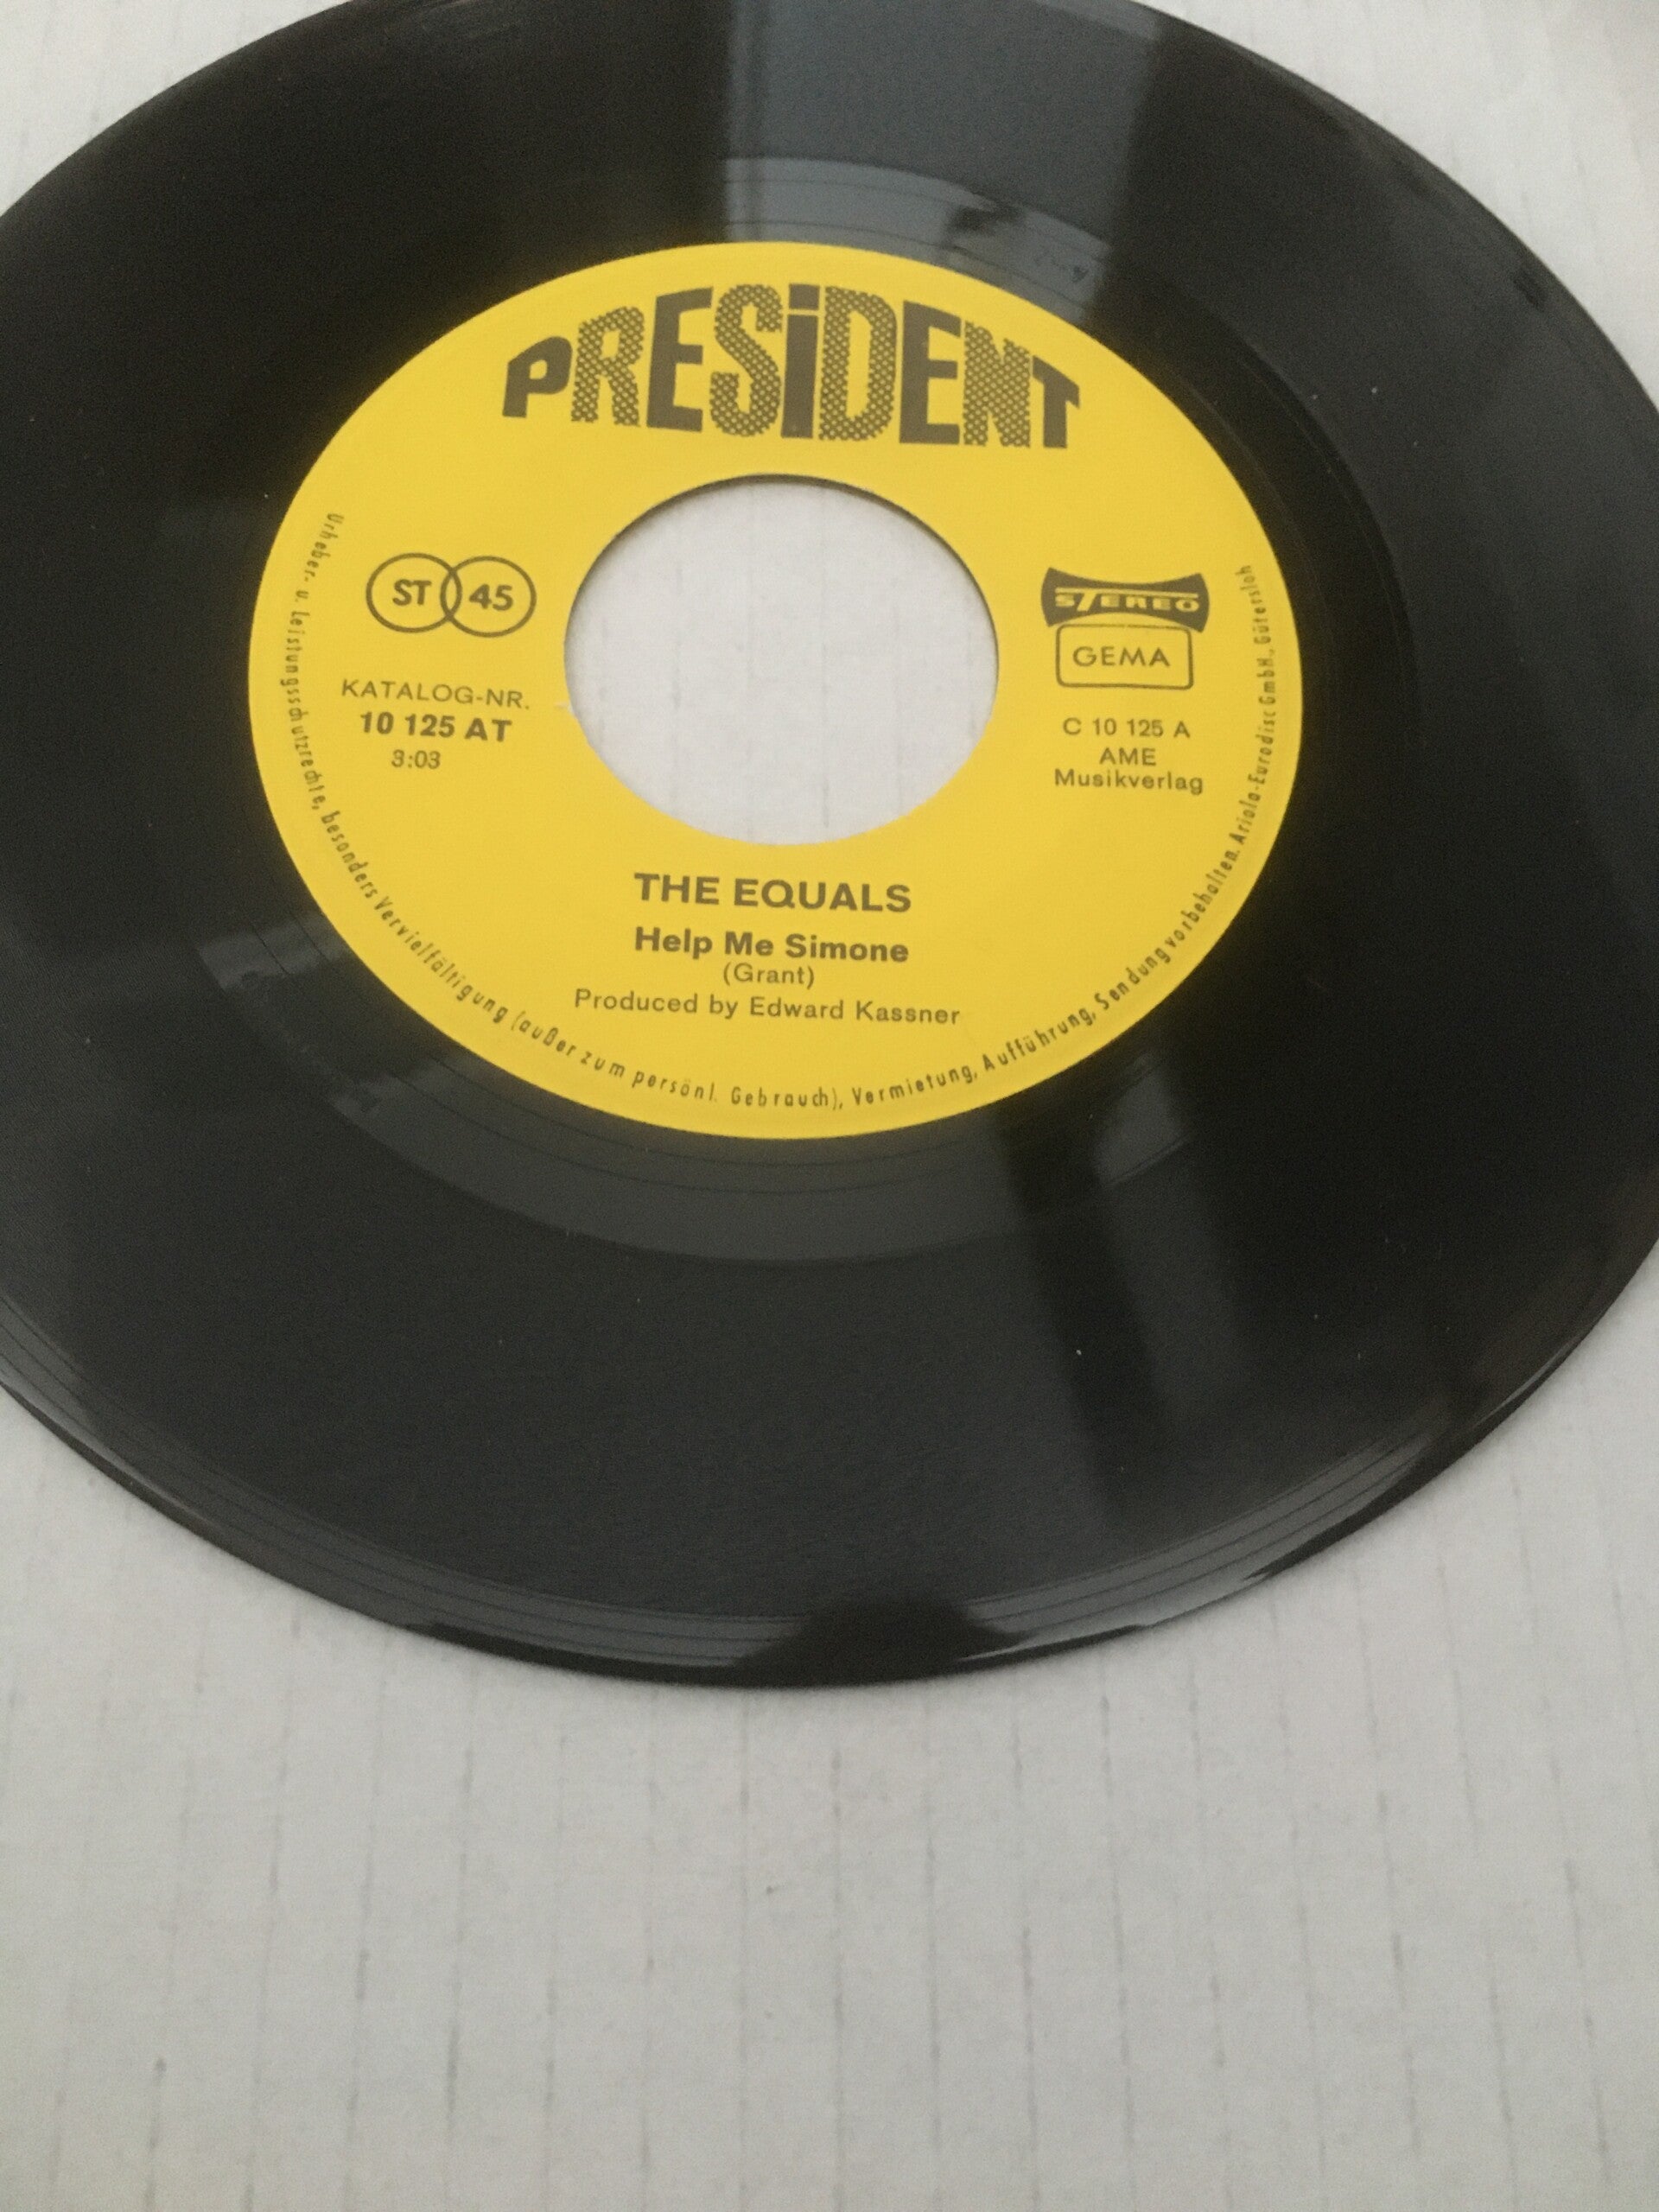 PRESiDENT
ST 45
KATALOG-NR.
10 125 AT
3:03
STEREO
GEMA
C 10 125 A
AME
Musikverlag
THE EQUALS
Help Me Simone
(Grant)
Produced by Edward Kassner
Urheber- u. Leistungsschutzrechte, besonders Vervielfältigung (außer zum persönl. Gebrauch), Vermietung, Aufführung, Sendung vorbehalten. Ariola-Eurodisc GmbH., Gütersloh